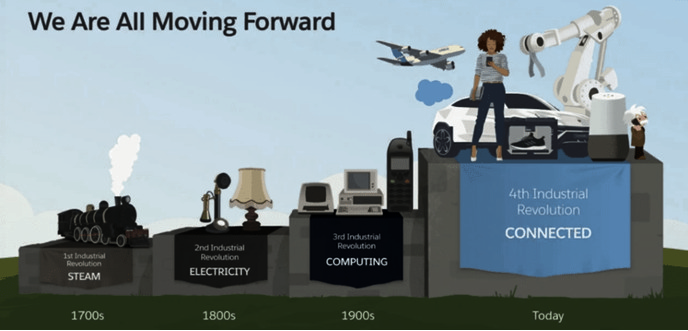 We Are All Moving Forward
1st Industrial
Revolution
STEAM
2nd Industrial
Revolution
ELECTRICITY
3rd Industrial
Revolution
COMPUTING
4th Industrial
Revolution
CONNECTED
1700s
1800s
1900s
Today